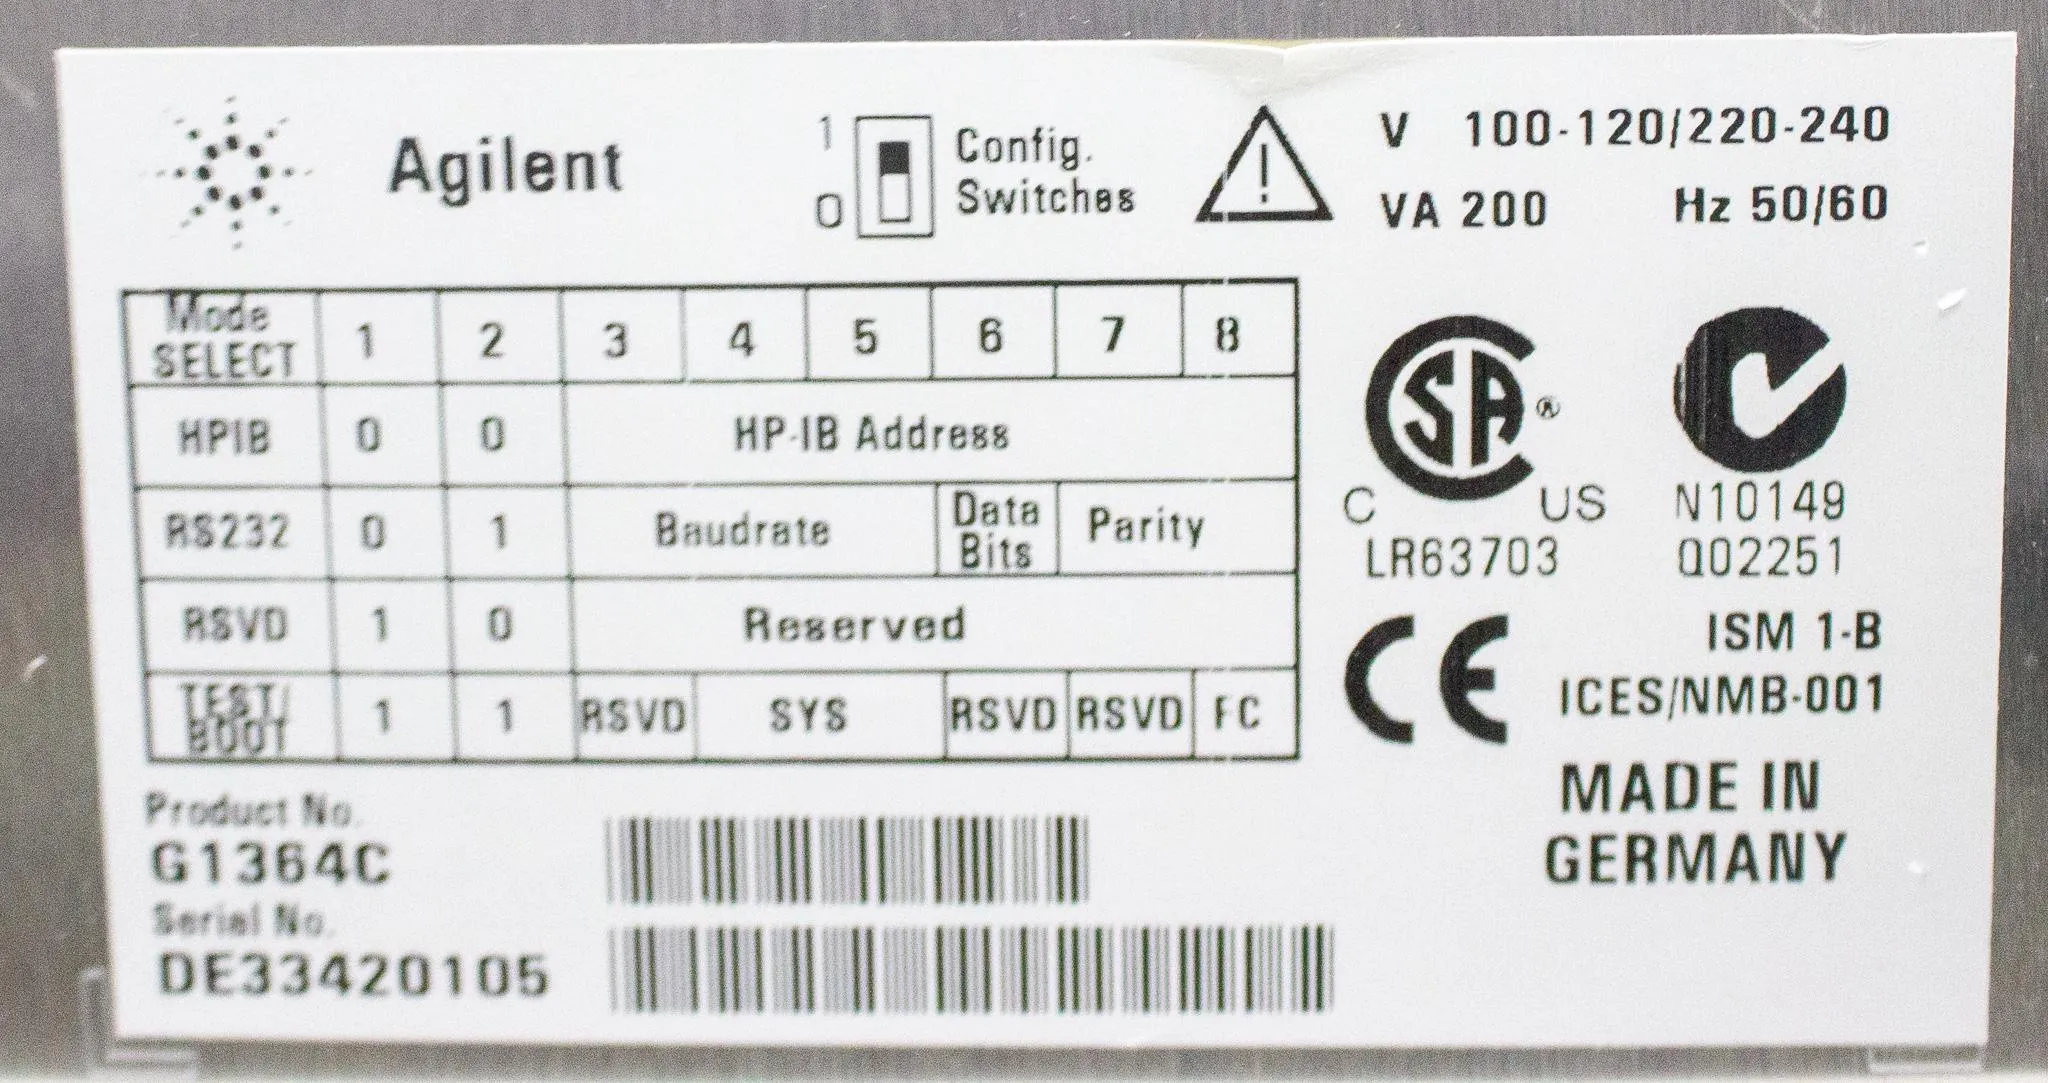 Agilent
1
0
Config.
Switches
V 100-120/220-240
VA 200 Hz 50/60
Mode
SELECT 1 2 3 4 5 6 7 8
HPIB 0 0 HP-IB Address
RS232 0 1 Baudrate Data Bits Parity
RSVD 1 0 Reserved
TEST/
BOOT 1 1 RSVD SYS RSVD RSVD FC
Product No.
G1364C
Serial No.
DE33420105
SA ®
C US
LR63703
N10149
Q02251
CE
ISM 1-B
ICES/NMB-001
MADE IN
GERMANY